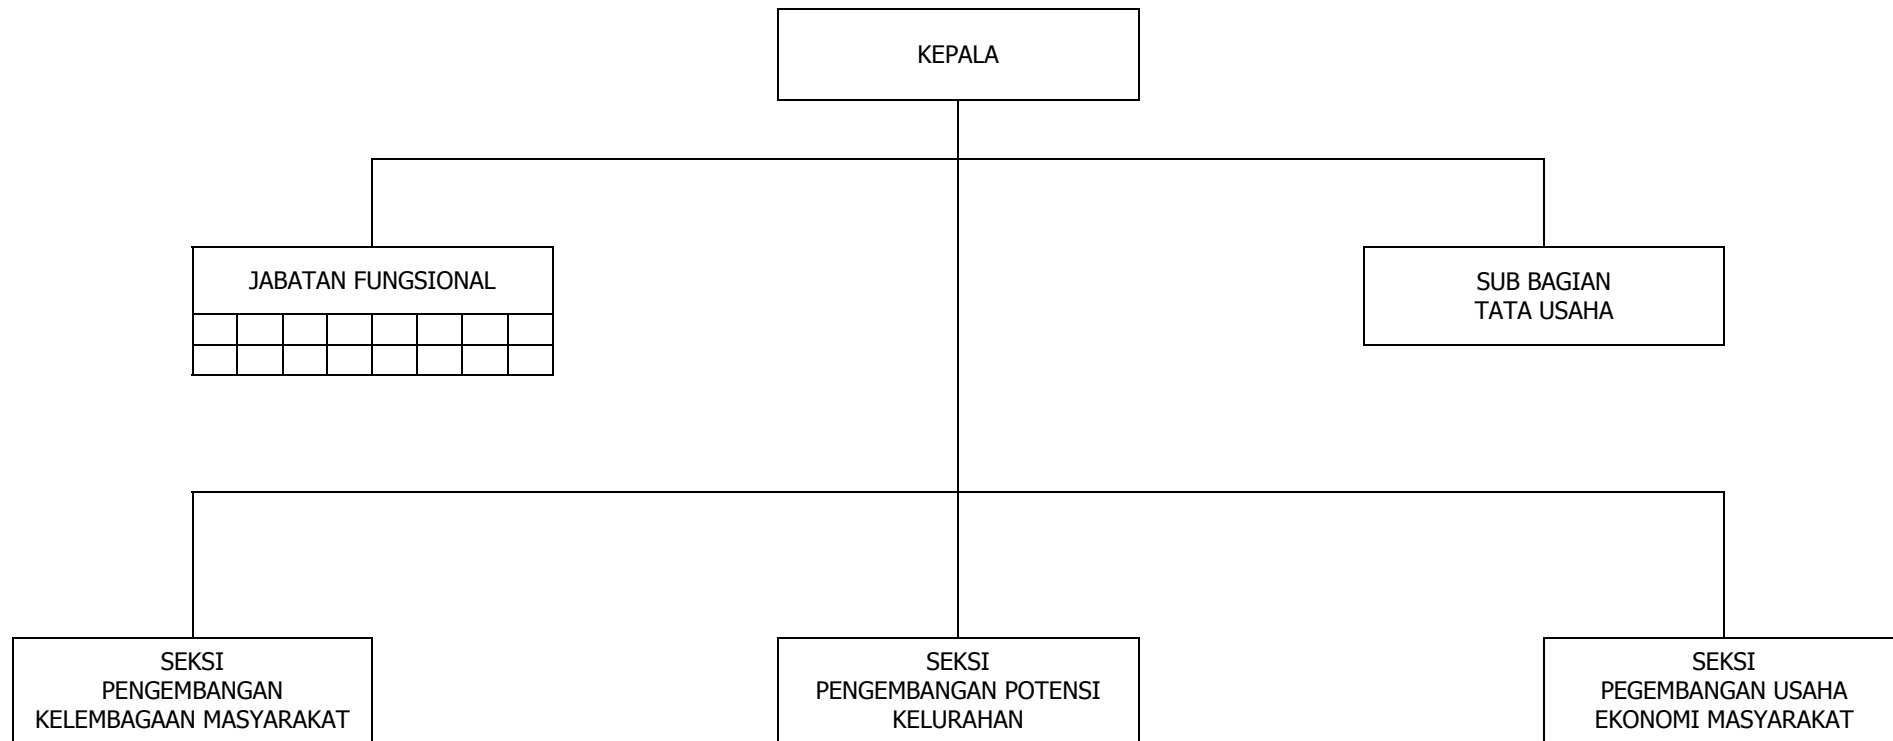 KEPALA
JABATAN FUNGSIONAL
SUB BAGIAN
TATA USAHA
SEKSI
PENGEMBANGAN
KELEMBAGAAN MASYARAKAT
SEKSI
PENGEMBANGAN POTENSI
KELURAHAN
SEKSI
PEGEMBANGAN USAHA
EKONOMI MASYARAKAT